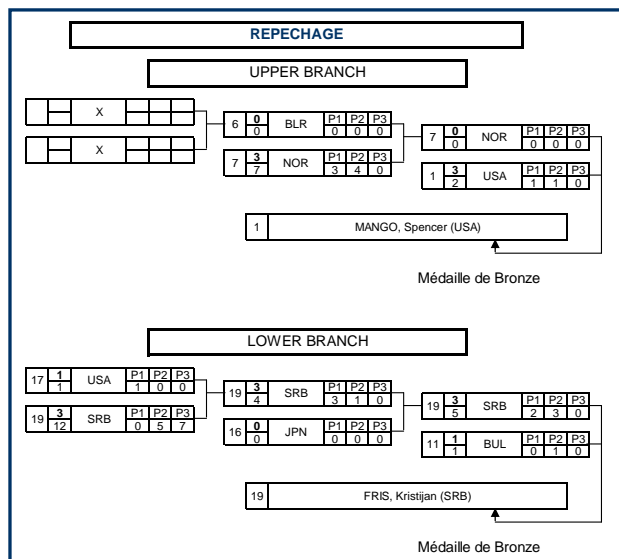 REPECHAGE
UPPER BRANCH
X
X
6 0 0 BLR P1 P2 P3 0 0 0
7 3 7 NOR P1 P2 P3 3 4 0
7 0 0 NOR P1 P2 P3 0 0 0
1 3 2 USA P1 P2 P3 1 1 0
1 MANGO, Spencer (USA)
Médaille de Bronze
LOWER BRANCH
17 1 1 USA P1 P2 P3 1 0 0
19 3 12 SRB P1 P2 P3 0 5 7
19 3 4 SRB P1 P2 P3 3 1 0
16 0 0 JPN P1 P2 P3 0 0 0
19 3 5 SRB P1 P2 P3 2 3 0
11 1 1 BUL P1 P2 P3 0 1 0
19 FRIS, Kristijan (SRB)
Médaille de Bronze